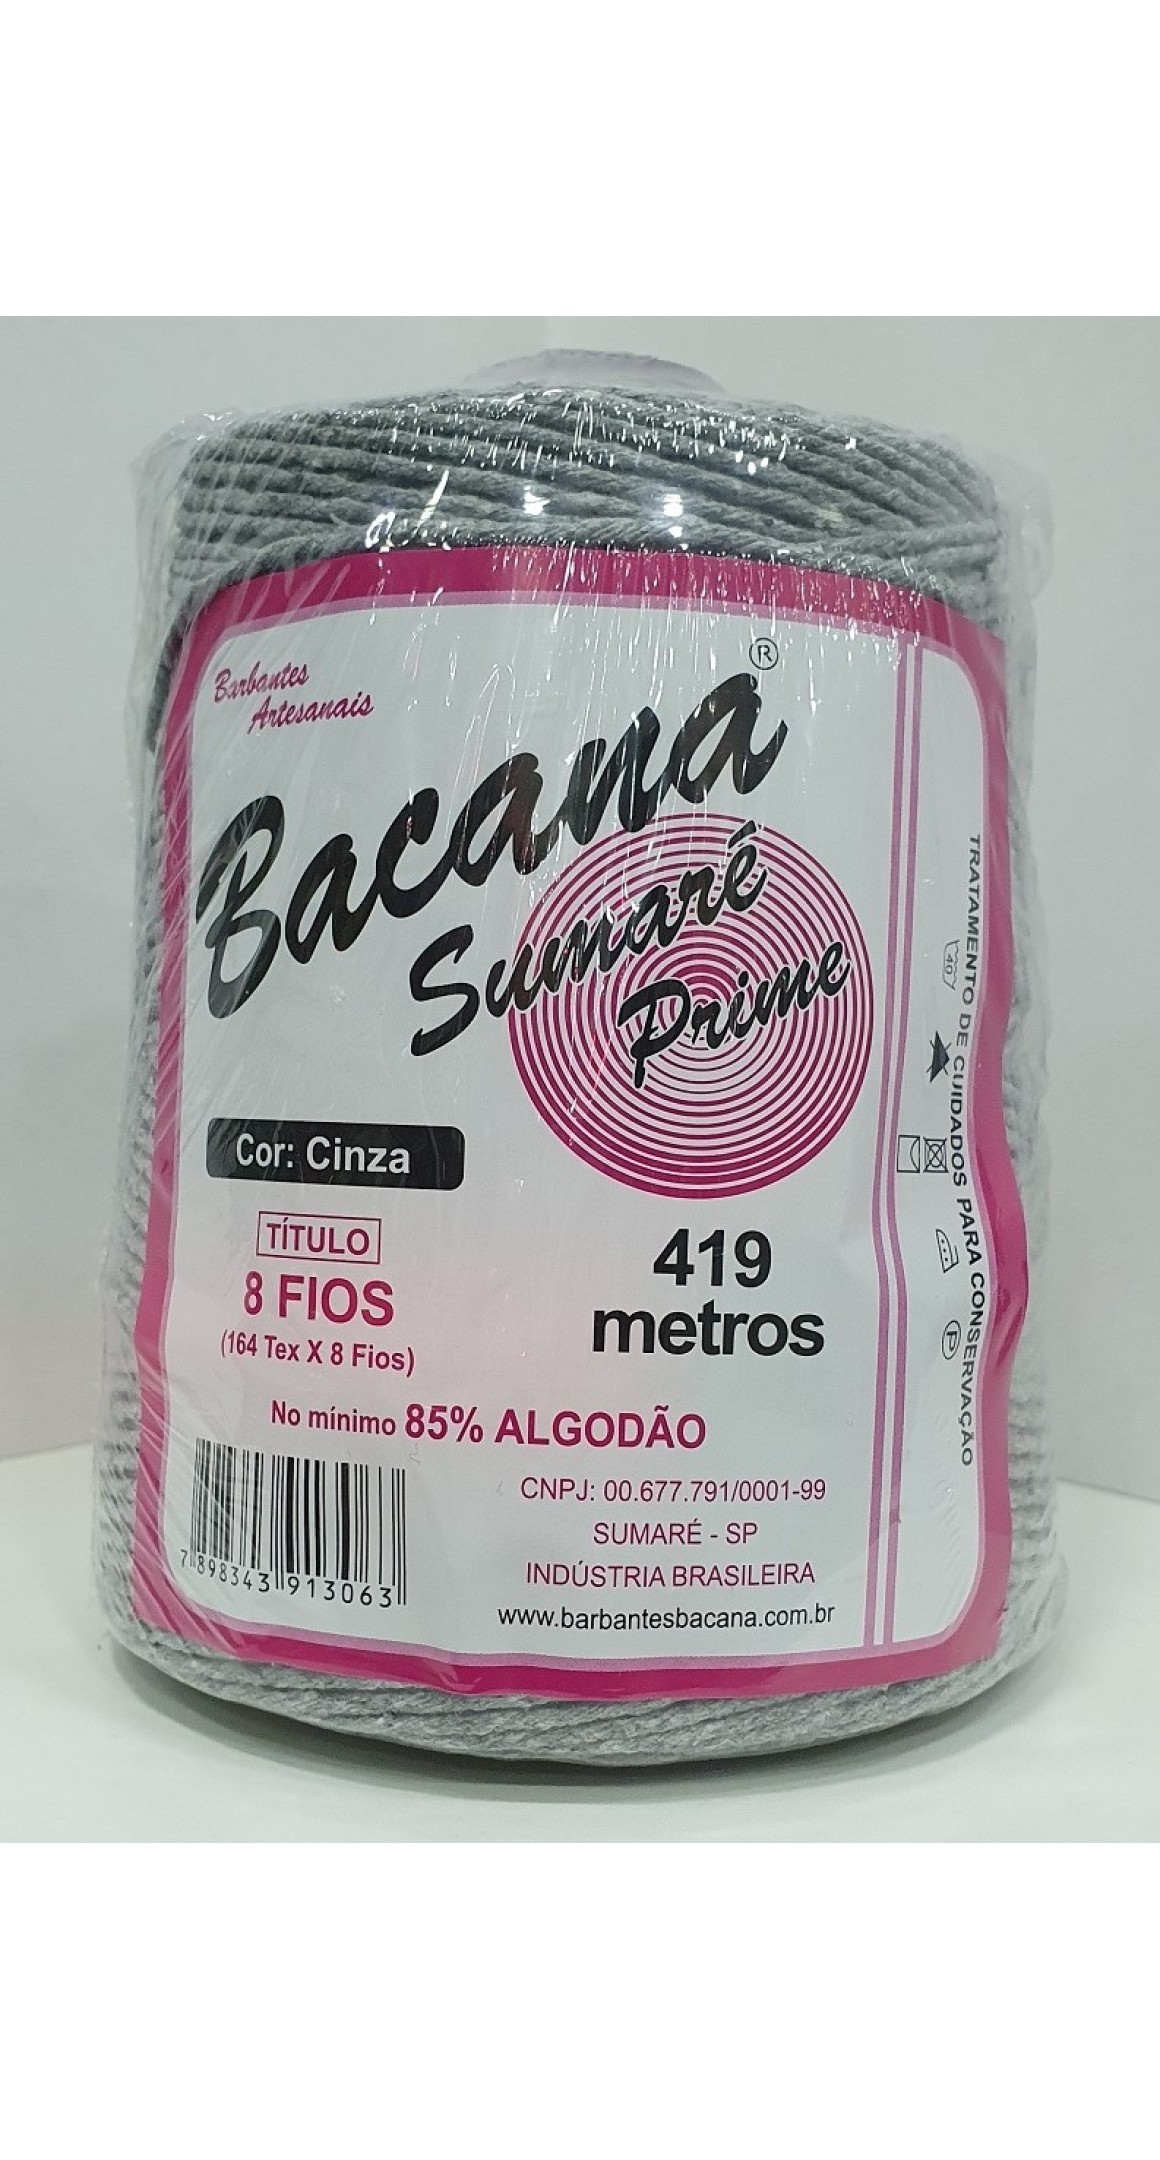 Barbantes
Artesanais
Bacana®
Sumaré
Prime
Cor: Cinza
TÍTULO
8 FIOS
(164 Tex X 8 Fios)
419
metros
No mínimo 85% ALGODÃO
7 898343 913063
CNPJ: 00.677.791/0001-99
SUMARÉ - SP
INDÚSTRIA BRASILEIRA
www.barbantesbacana.com.br
TRATAMENTO DE CUIDADOS PARA CONSERVAÇÃO
40
P